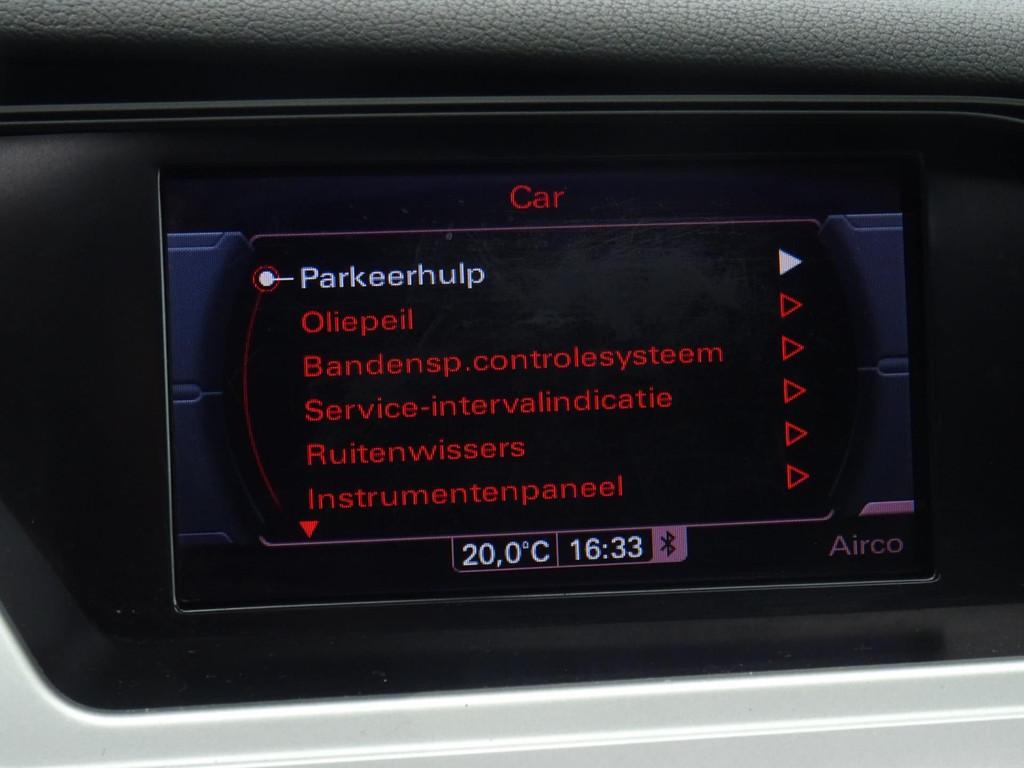 Car
Parkeerhulp
Oliepeil
Bandensp.controlesysteem
Service-intervalindicatie
Ruitenwissers
Instrumentenpaneel
20,0°C 16:33
Airco